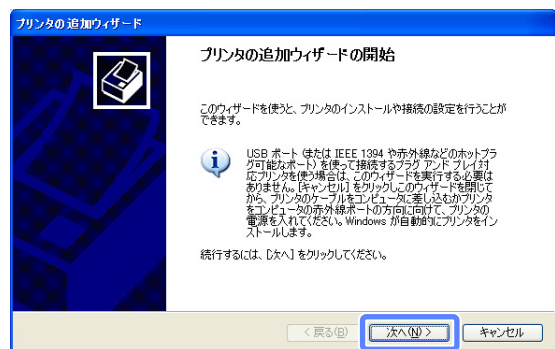 プリンタの追加ウィザード
プリンタの追加ウィザードの開始
このウィザードを使うと、プリンタのインストールや接続の設定を行うことが
できます。
USB ポート (または IEEE 1394 や赤外線などのホットプラ
グ可能なポート) を使って接続するプラグ アンド プレイ対
応プリンタを使う場合は、このウィザードを実行する必要は
ありません。[キャンセル] をクリックしこのウィザードを閉じて
から、プリンタのケーブルをコンピュータに差し込むかプリンタ
をコンピュータの赤外線ポートの方向に向けて、プリンタの
電源を入れてください。Windows が自動的にプリンタをイン
ストールします。
続行するには、[次へ] をクリックしてください。
< 戻る(B)
次へ(N) >
キャンセル